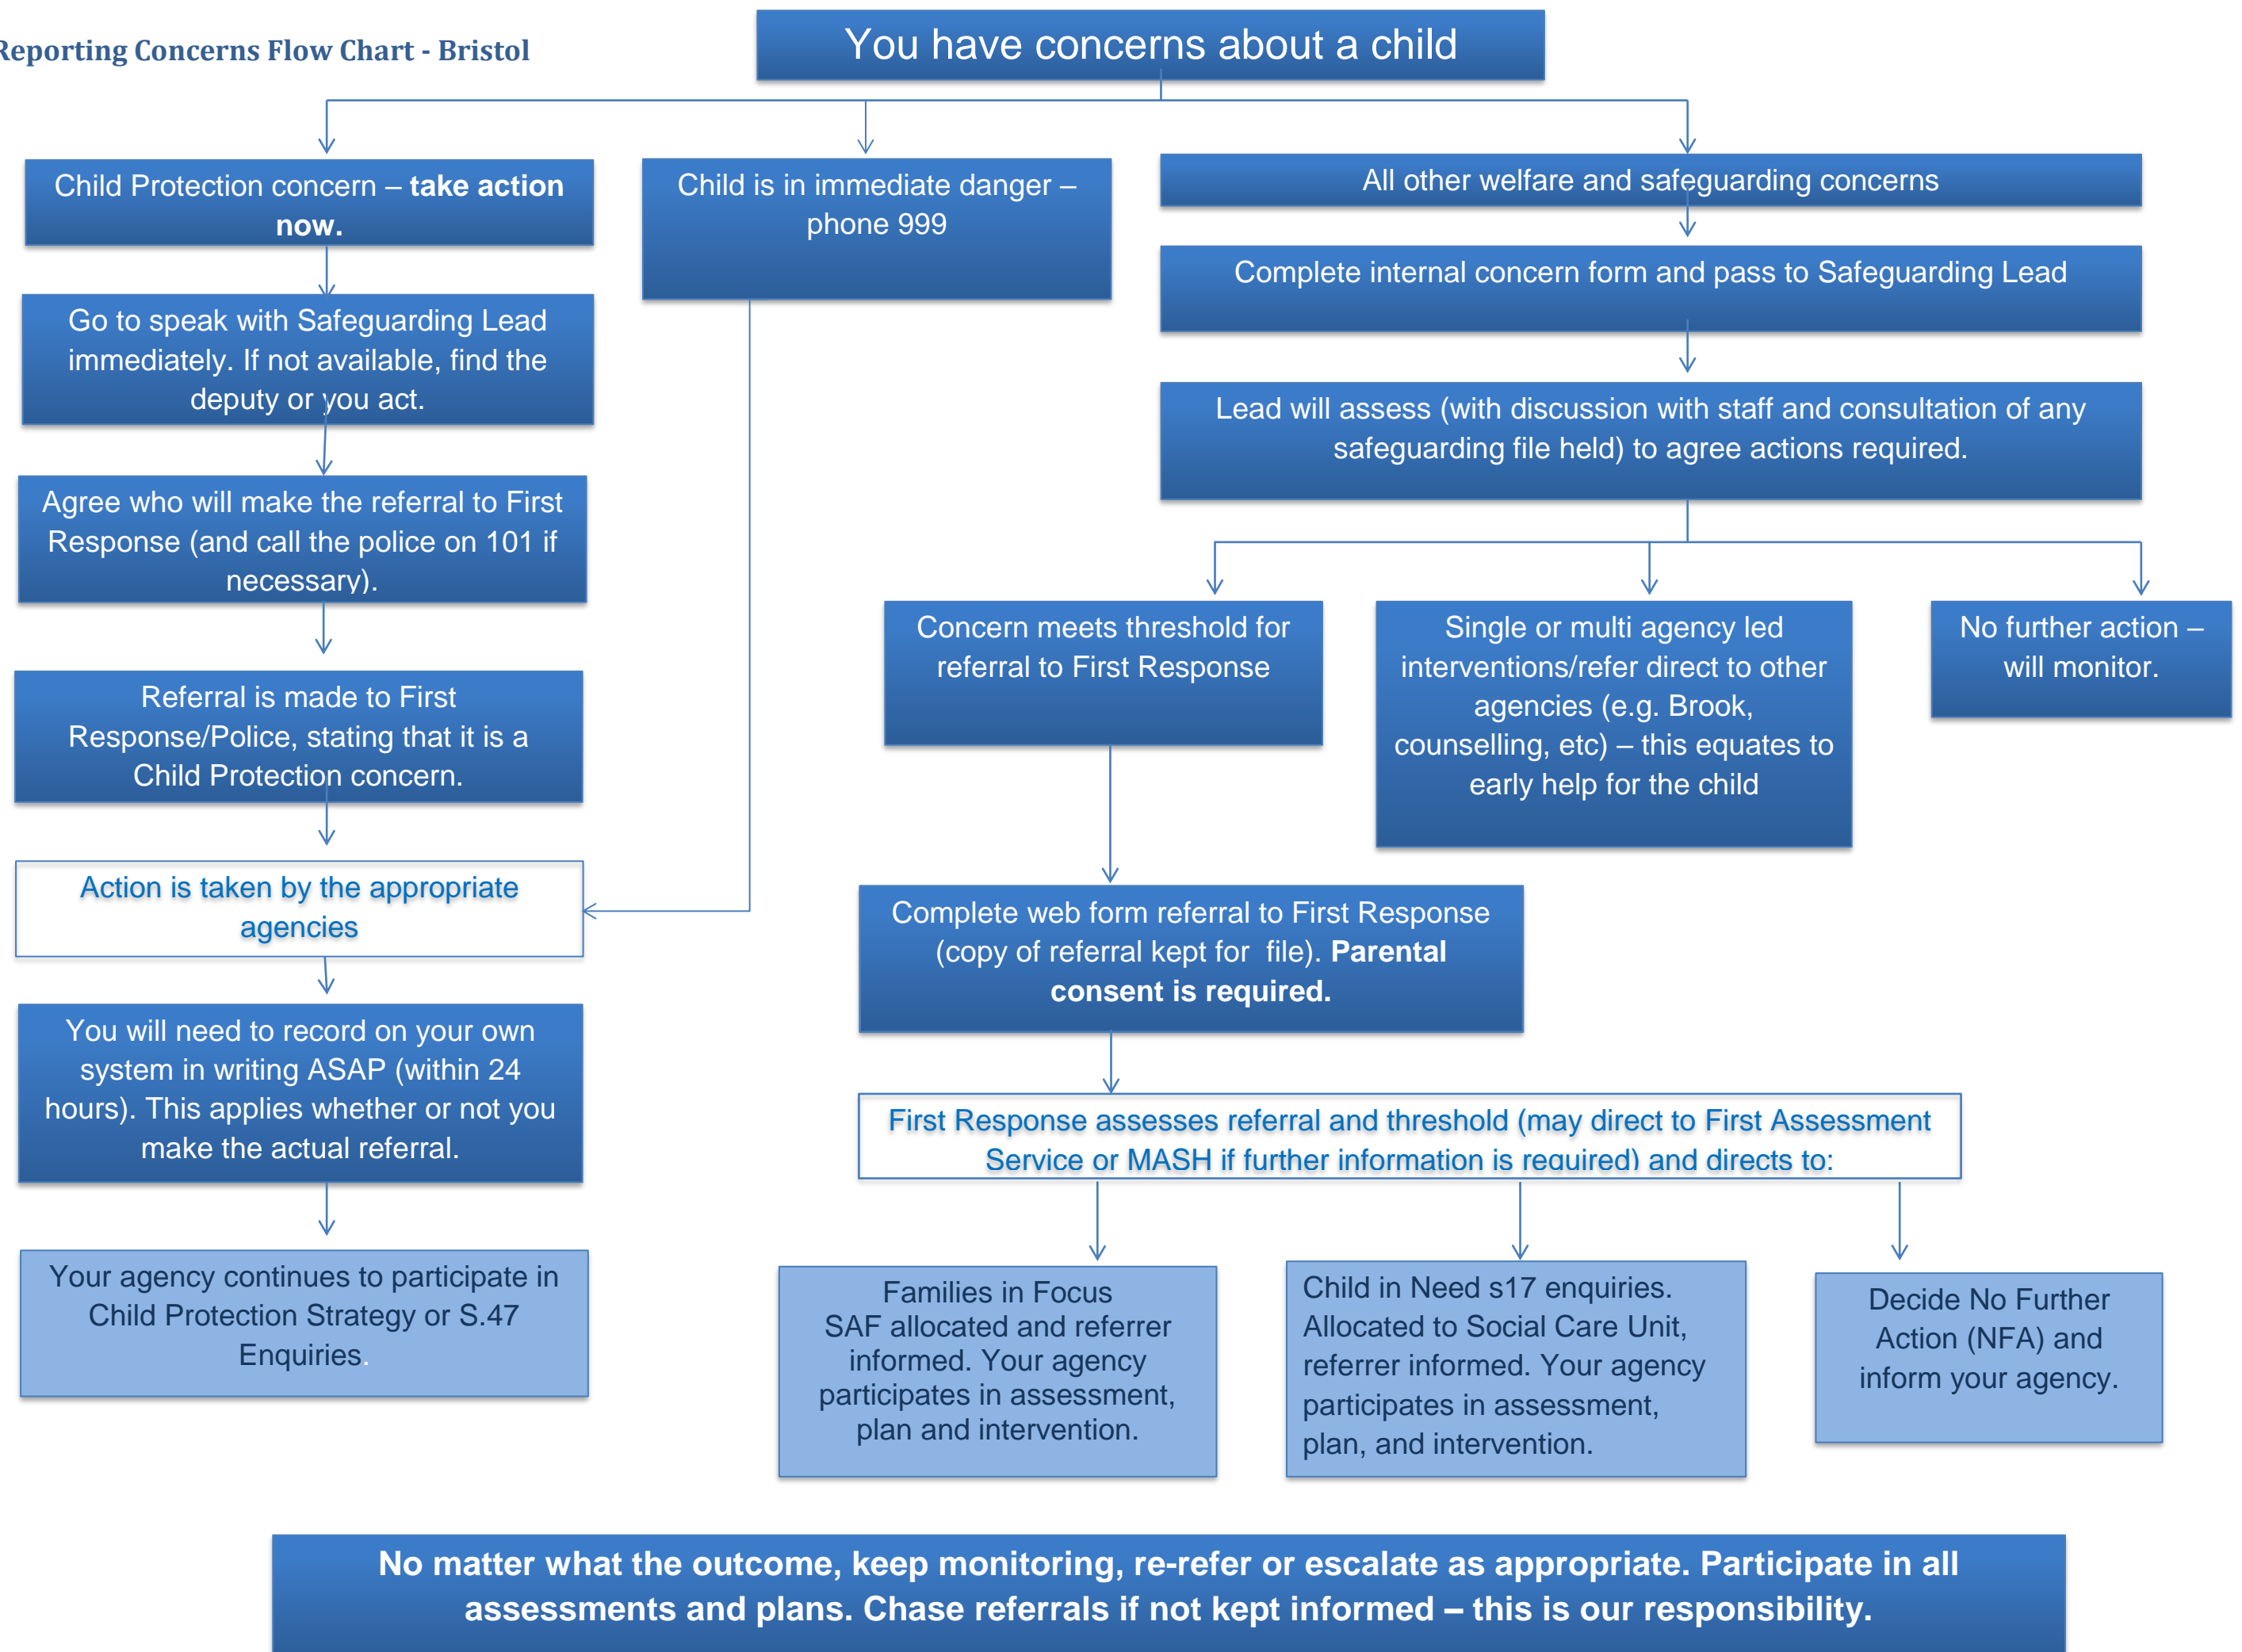 Reporting Concerns Flow Chart - Bristol
You have concerns about a child
Child Protection concern – take action
now.
Go to speak with Safeguarding Lead
immediately. If not available, find the
deputy or you act.
Agree who will make the referral to First
Response (and call the police on 101 if
necessary).
Referral is made to First
Response/Police, stating that it is a
Child Protection concern.
Action is taken by the appropriate
agencies
You will need to record on your own
system in writing ASAP (within 24
hours). This applies whether or not you
make the actual referral.
Your agency continues to participate in
Child Protection Strategy or S.47
Enquiries.
Child is in immediate danger –
phone 999
All other welfare and safeguarding concerns
Complete internal concern form and pass to Safeguarding Lead
Lead will assess (with discussion with staff and consultation of any
safeguarding file held) to agree actions required.
Concern meets threshold for
referral to First Response
Single or multi agency led
interventions/refer direct to other
agencies (e.g. Brook,
counselling, etc) – this equates to
early help for the child
No further action –
will monitor.
Complete web form referral to First Response
(copy of referral kept for file). Parental
consent is required.
First Response assesses referral and threshold (may direct to First Assessment
Service or MASH if further information is required) and directs to:
Families in Focus
SAF allocated and referrer
informed. Your agency
participates in assessment,
plan and intervention.
Child in Need s17 enquiries.
Allocated to Social Care Unit,
referrer informed. Your agency
participates in assessment,
plan, and intervention.
Decide No Further
Action (NFA) and
inform your agency.
No matter what the outcome, keep monitoring, re-refer or escalate as appropriate. Participate in all
assessments and plans. Chase referrals if not kept informed – this is our responsibility.